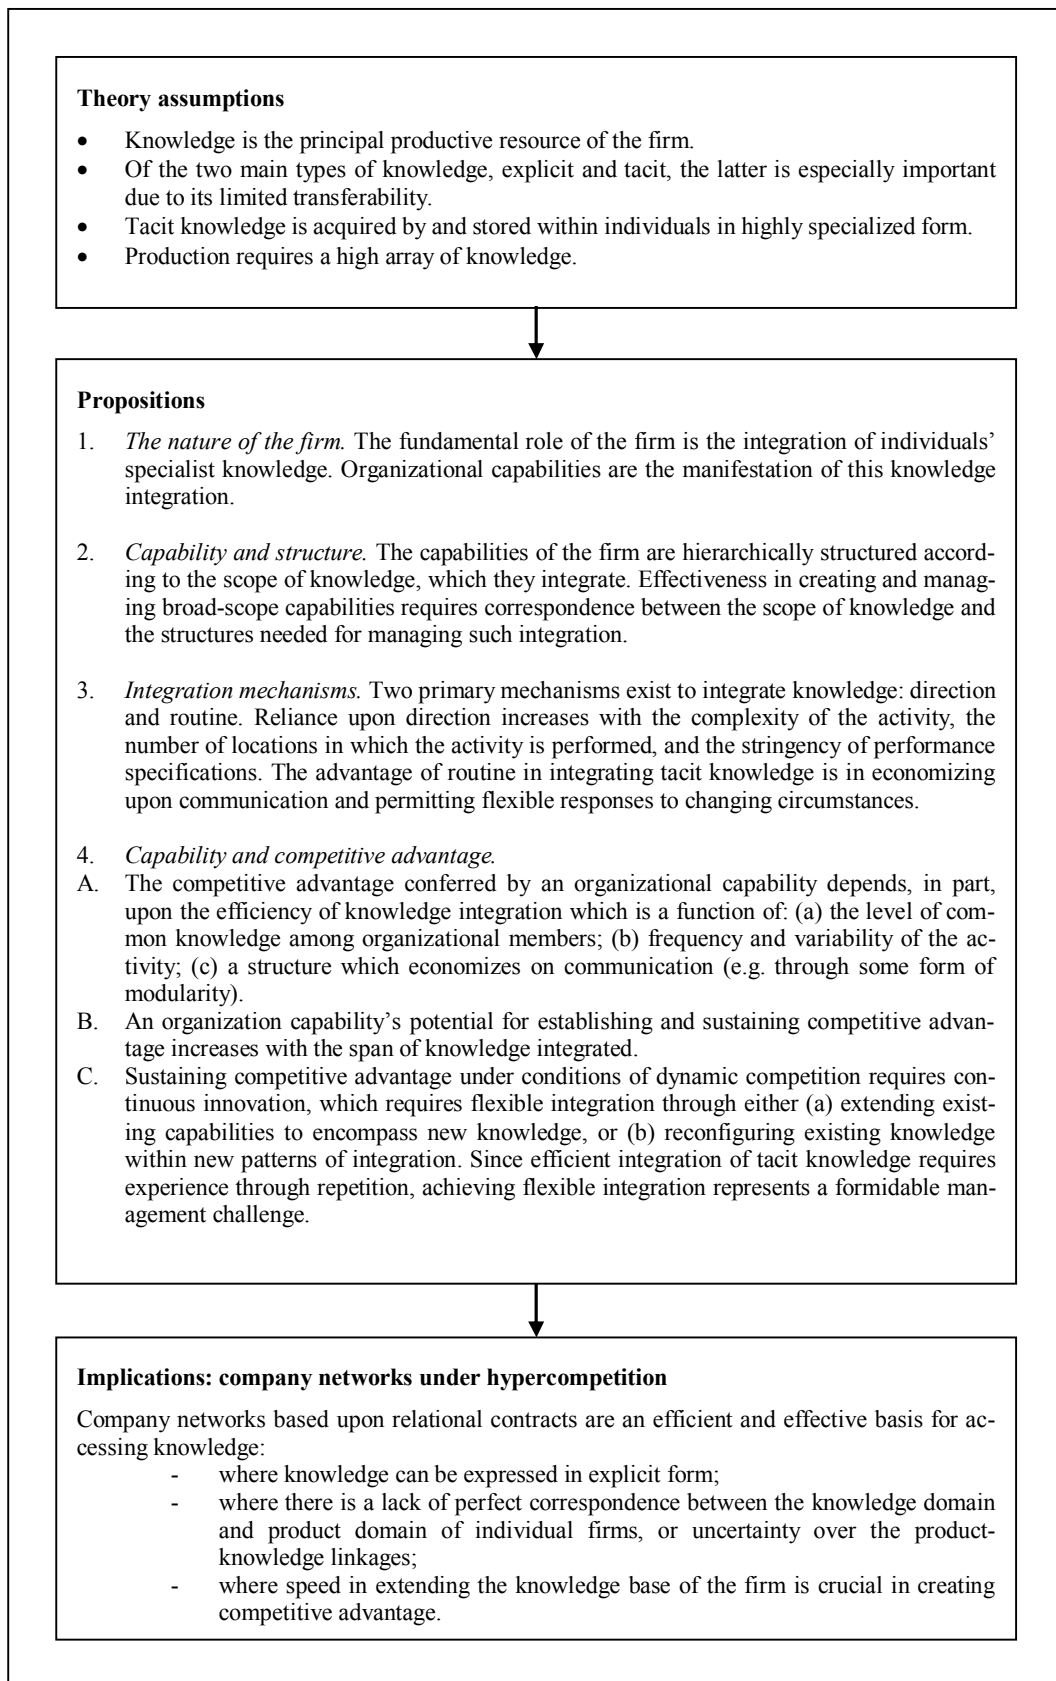 Theory assumptions
• Knowledge is the principal productive resource of the firm.
• Of the two main types of knowledge, explicit and tacit, the latter is especially important
due to its limited transferability.
• Tacit knowledge is acquired by and stored within individuals in highly specialized form.
• Production requires a high array of knowledge.
Propositions
1. The nature of the firm. The fundamental role of the firm is the integration of individuals’
specialist knowledge. Organizational capabilities are the manifestation of this knowledge
integration.
2. Capability and structure. The capabilities of the firm are hierarchically structured accord-
ing to the scope of knowledge, which they integrate. Effectiveness in creating and manag-
ing broad-scope capabilities requires correspondence between the scope of knowledge and
the structures needed for managing such integration.
3. Integration mechanisms. Two primary mechanisms exist to integrate knowledge: direction
and routine. Reliance upon direction increases with the complexity of the activity, the
number of locations in which the activity is performed, and the stringency of performance
specifications. The advantage of routine in integrating tacit knowledge is in economizing
upon communication and permitting flexible responses to changing circumstances.
4. Capability and competitive advantage.
A. The competitive advantage conferred by an organizational capability depends, in part,
upon the efficiency of knowledge integration which is a function of: (a) the level of com-
mon knowledge among organizational members; (b) frequency and variability of the ac-
tivity; (c) a structure which economizes on communication (e.g. through some form of
modularity).
B. An organization capability’s potential for establishing and sustaining competitive advan-
tage increases with the span of knowledge integrated.
C. Sustaining competitive advantage under conditions of dynamic competition requires con-
tinuous innovation, which requires flexible integration through either (a) extending exist-
ing capabilities to encompass new knowledge, or (b) reconfiguring existing knowledge
within new patterns of integration. Since efficient integration of tacit knowledge requires
experience through repetition, achieving flexible integration represents a formidable man-
agement challenge.
Implications: company networks under hypercompetition
Company networks based upon relational contracts are an efficient and effective basis for ac-
cessing knowledge:
- where knowledge can be expressed in explicit form;
- where there is a lack of perfect correspondence between the knowledge domain
and product domain of individual firms, or uncertainty over the product-
knowledge linkages;
- where speed in extending the knowledge base of the firm is crucial in creating
competitive advantage.